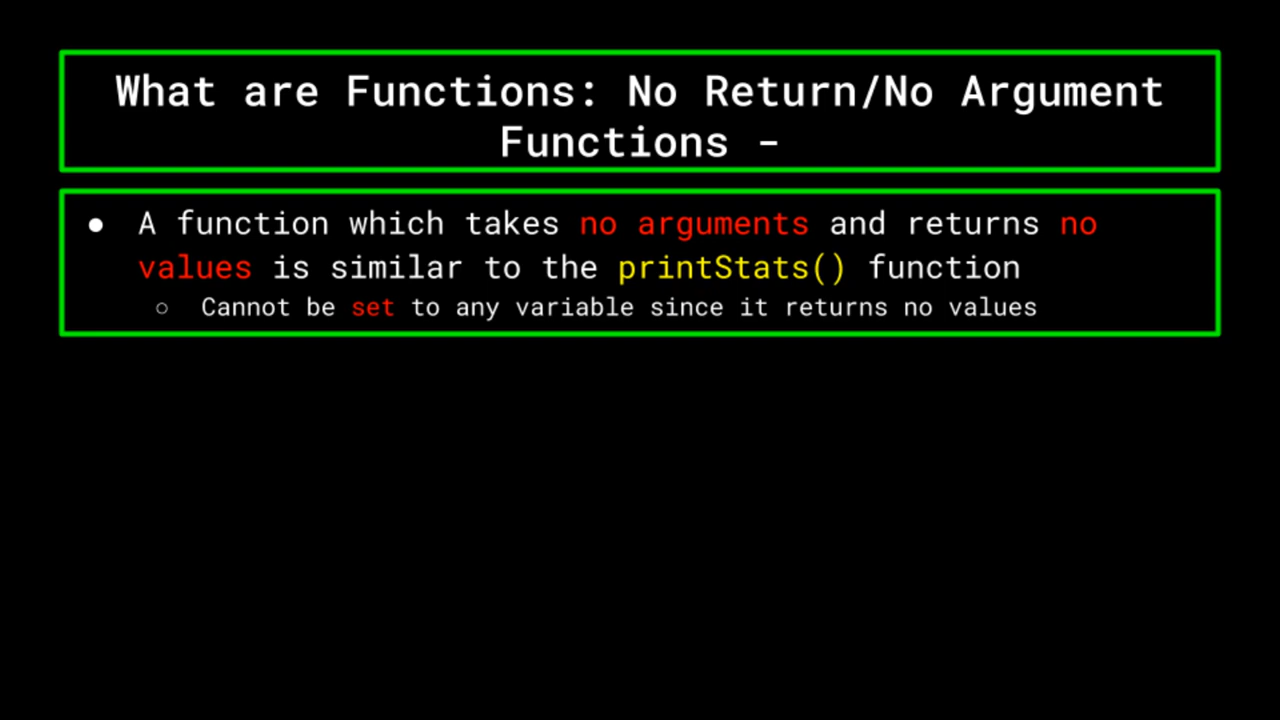 What are Functions: No Return/No Argument
Functions -
● A function which takes no arguments and returns no
values is similar to the printStats() function
○ Cannot be set to any variable since it returns no values